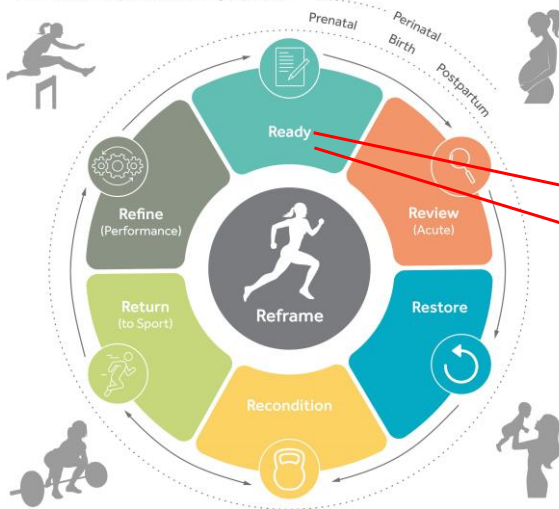 Prenatal
Perinatal
Birth
Postpartum
Ready
Review
(Acute)
Restore
Recondition
Return
(to Sport)
Refine
(Performance)
Reframe